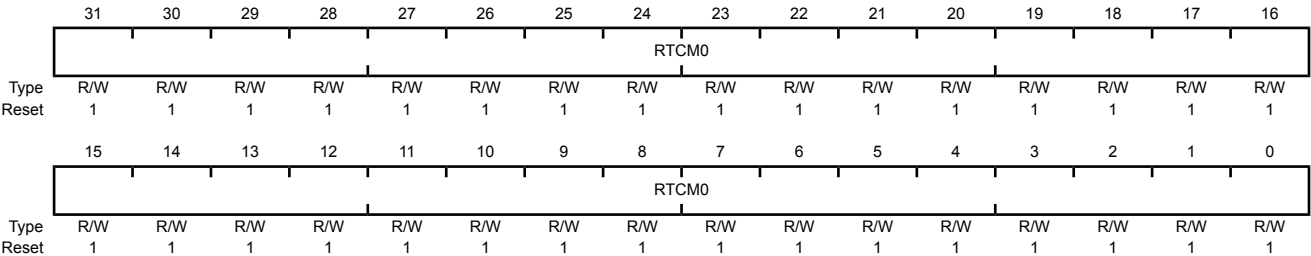 31 30 29 28 27 26 25 24 23 22 21 20 19 18 17 16
RTCM0
Type R/W R/W R/W R/W R/W R/W R/W R/W R/W R/W R/W R/W R/W R/W R/W R/W
Reset 1 1 1 1 1 1 1 1 1 1 1 1 1 1 1 1
15 14 13 12 11 10 9 8 7 6 5 4 3 2 1 0
RTCM0
Type R/W R/W R/W R/W R/W R/W R/W R/W R/W R/W R/W R/W R/W R/W R/W R/W
Reset 1 1 1 1 1 1 1 1 1 1 1 1 1 1 1 1